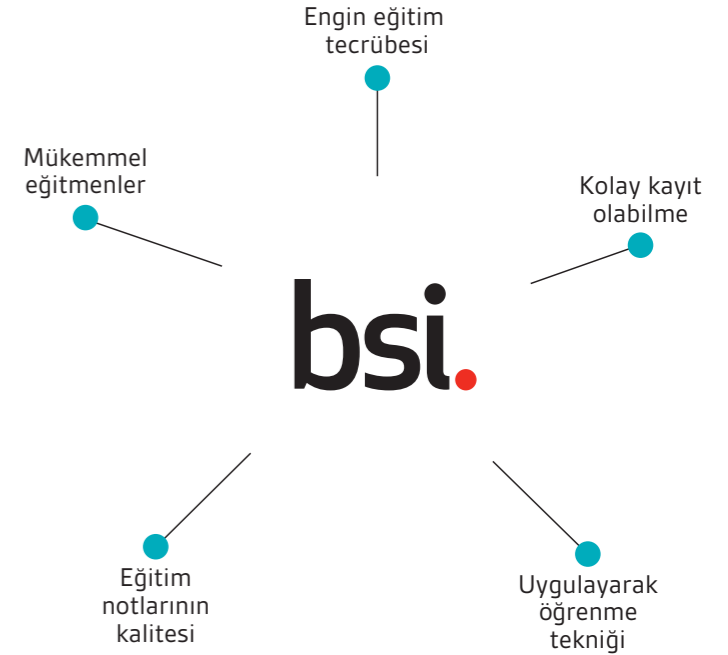 Engin eğitim
tecrübesi
Mükemmel
eğitmenler
Kolay kayıt
olabilme
bsi.
Eğitim
notlarının
kalitesi
Uygulayarak
öğrenme
tekniği